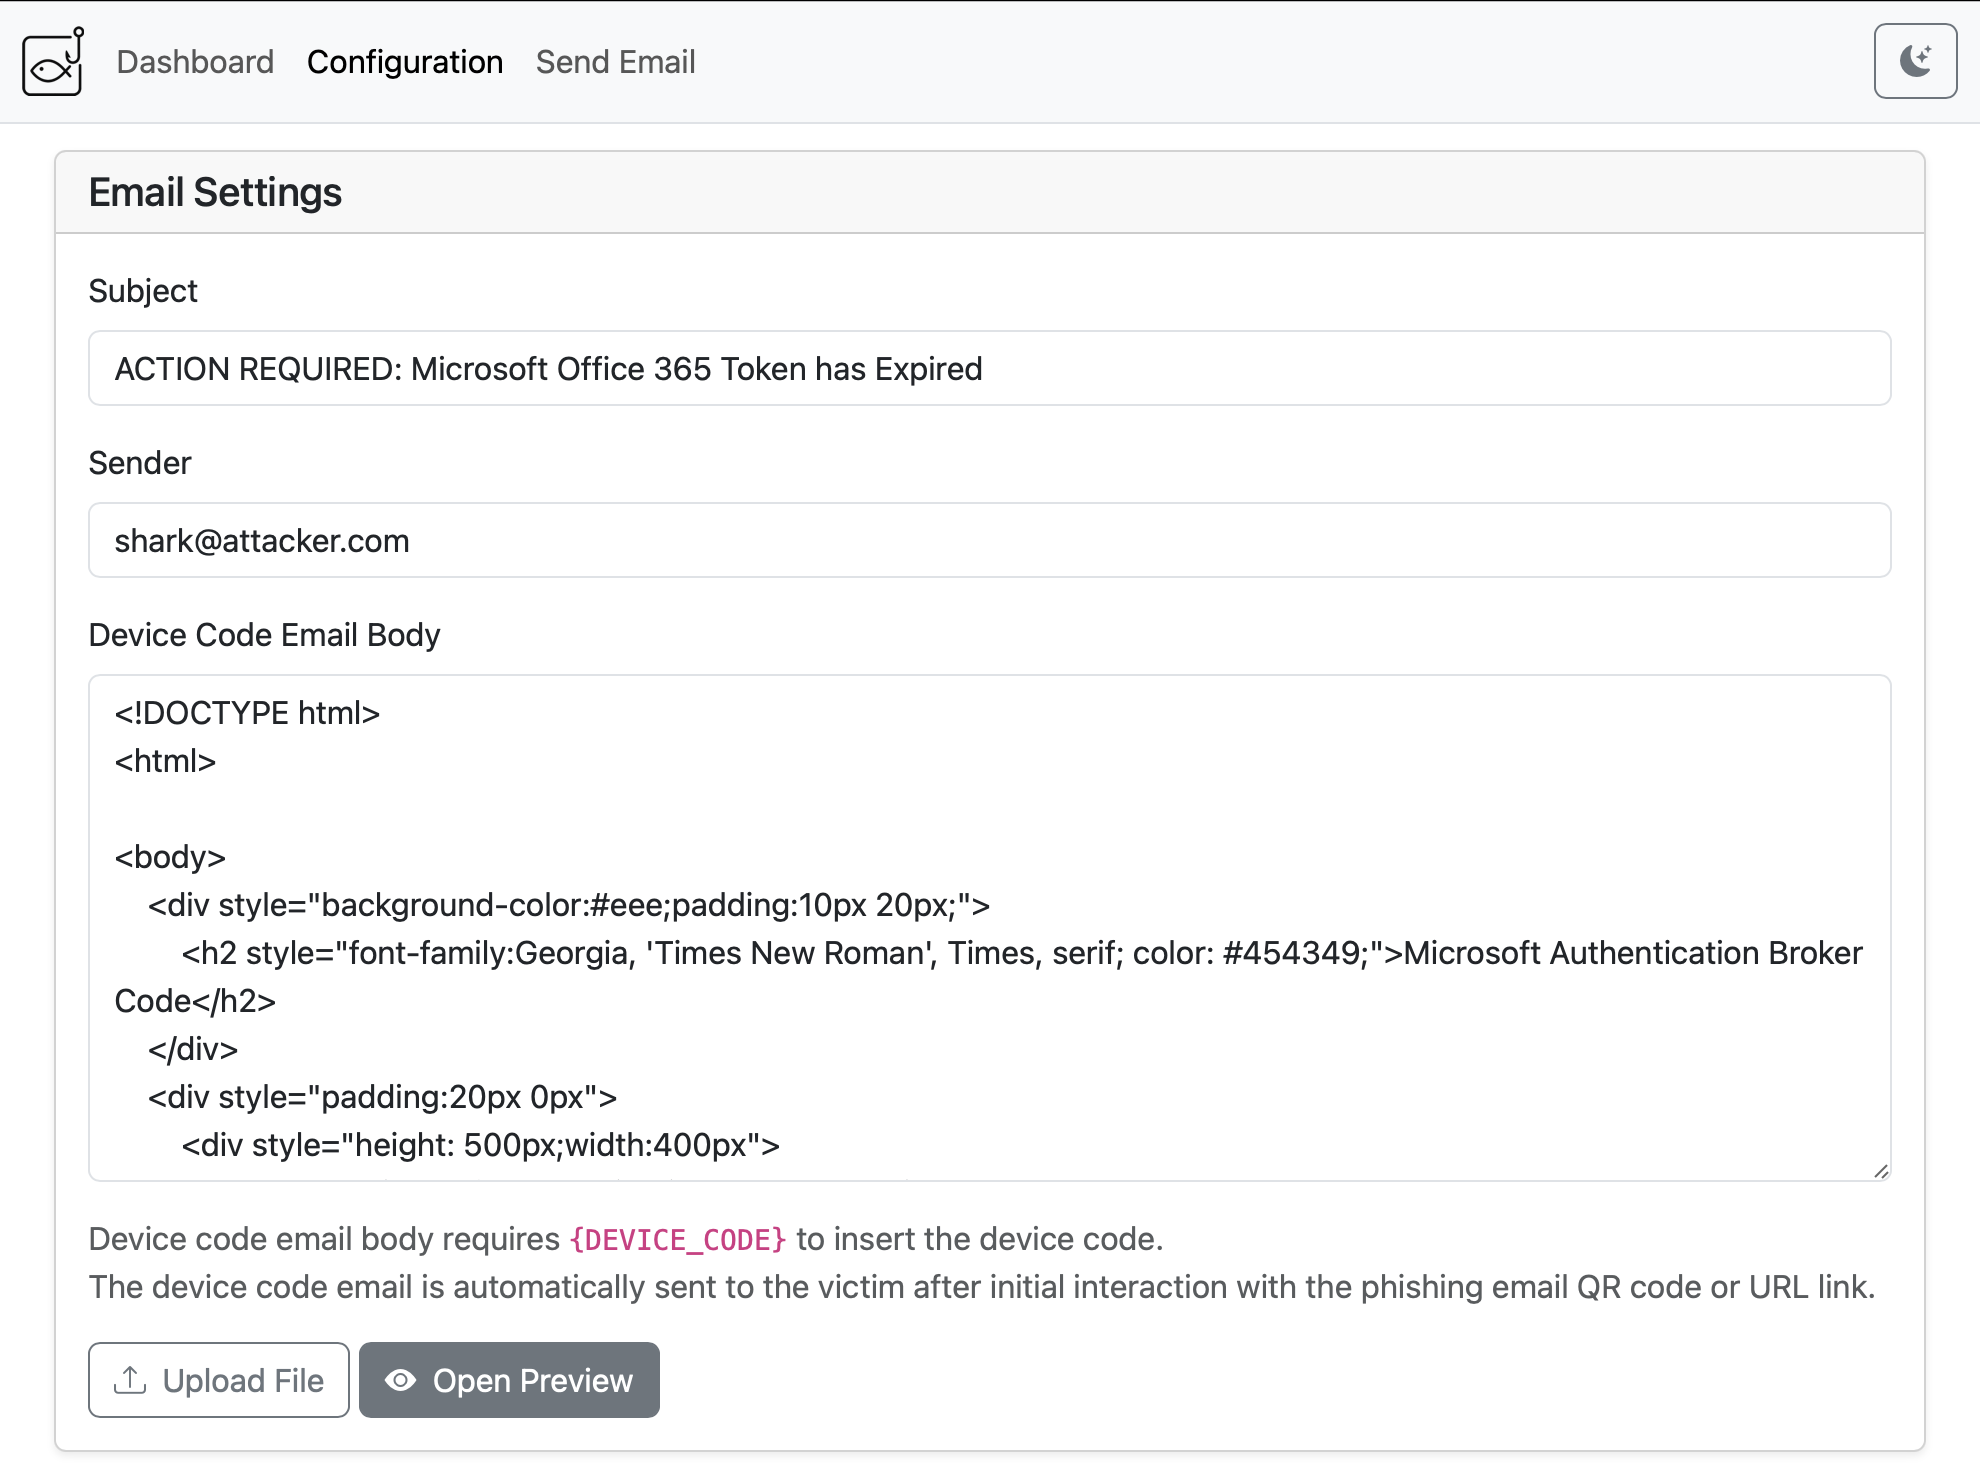 Dashboard Configuration Send Email
Email Settings
Subject
ACTION REQUIRED: Microsoft Office 365 Token has Expired
Sender
shark@attacker.com
Device Code Email Body
<!DOCTYPE html>
<html>
<body>
<div style="background-color:#eee;padding:10px 20px;">
<h2 style="font-family:Georgia, 'Times New Roman', Times, serif; color: #454349;">Microsoft Authentication Broker
Code</h2>
</div>
<div style="padding:20px 0px">
<div style="height: 500px;width:400px">
Device code email body requires {DEVICE_CODE} to insert the device code.
The device code email is automatically sent to the victim after initial interaction with the phishing email QR code or URL link.
Upload File Open Preview